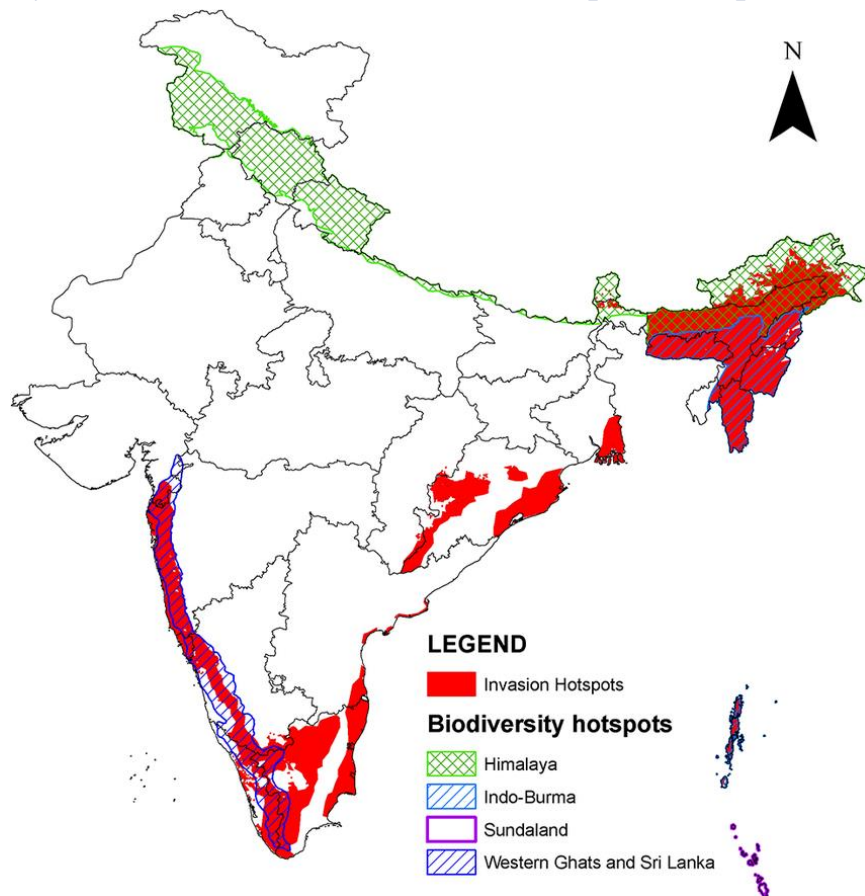 N
LEGEND
Invasion Hotspots
Biodiversity hotspots
Himalaya
Indo-Burma
Sundaland
Western Ghats and Sri Lanka